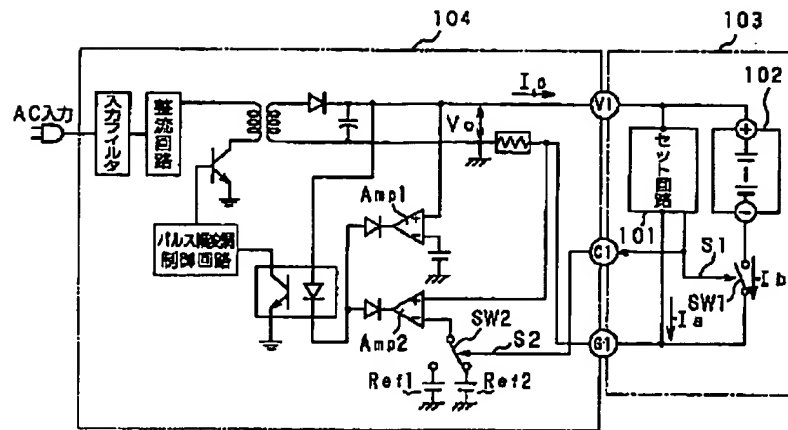 104
103
102
AC入力
入力フィルタ
整流回路
パルス幅変調
制御回路
Io
Vo
V1
セット回路
101
Amp1
Amp2
C1
S1
SW1
Ib
Ia
G1
SW2
S2
Ref1
Ref2